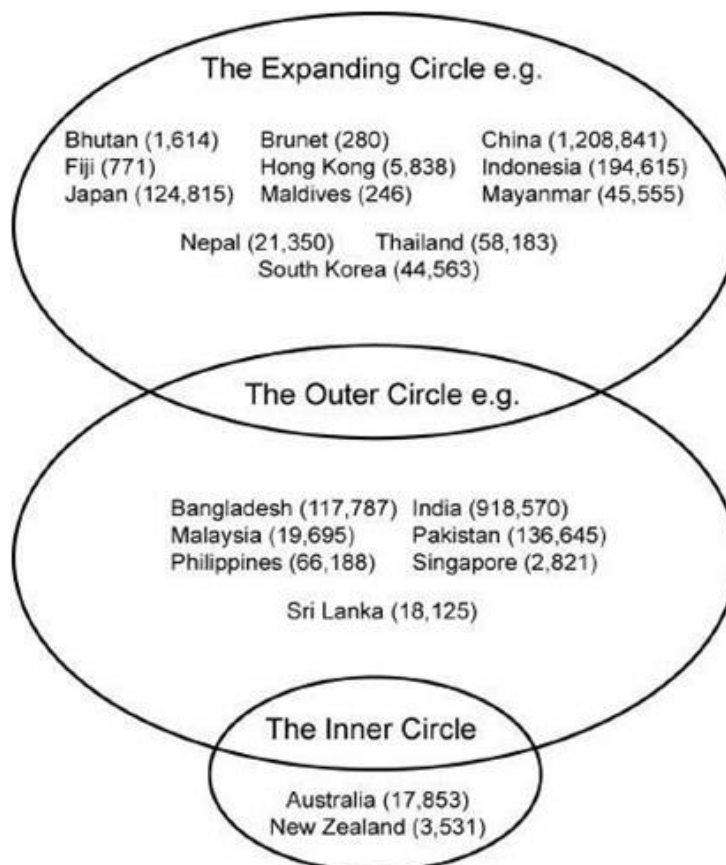 The Expanding Circle e.g.
Bhutan (1,614) Brunet (280) China (1,208,841)
Fiji (771) Hong Kong (5,838) Indonesia (194,615)
Japan (124,815) Maldives (246) Mayanmar (45,555)
Nepal (21,350) Thailand (58,183)
South Korea (44,563)
The Outer Circle e.g.
Bangladesh (117,787) India (918,570)
Malaysia (19,695) Pakistan (136,645)
Philippines (66,188) Singapore (2,821)
Sri Lanka (18,125)
The Inner Circle
Australia (17,853)
New Zealand (3,531)